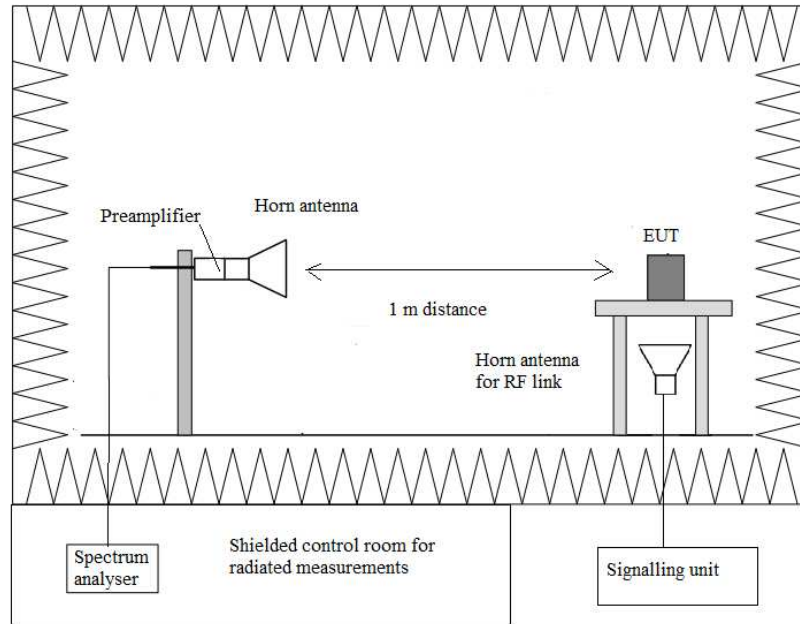 Horn antenna
Preamplifier
EUT
1 m distance
Horn antenna
for RF link
Spectrum
analyser
Shielded control room for
radiated measurements
Signalling unit